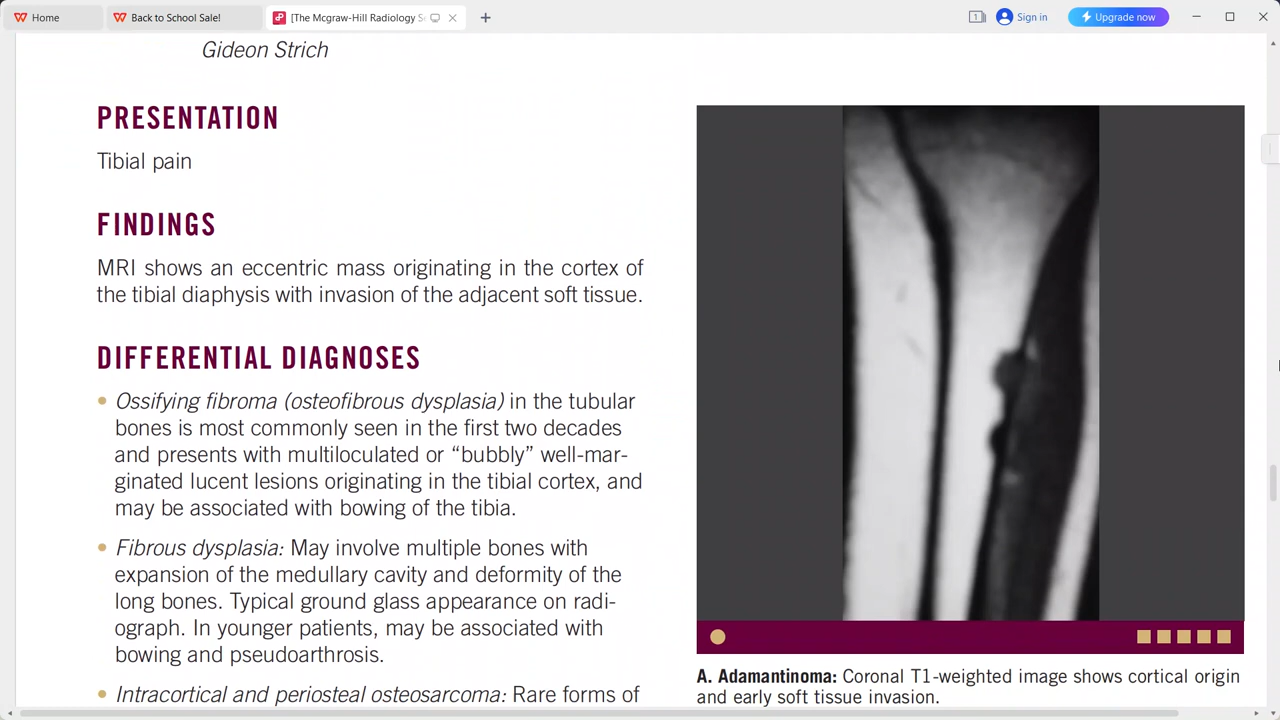 Home
Back to School Sale!
[The Mcgraw-Hill Radiology S
1
Sign in
Upgrade now
Gideon Strich
PRESENTATION
Tibial pain
FINDINGS
MRI shows an eccentric mass originating in the cortex of
the tibial diaphysis with invasion of the adjacent soft tissue.
DIFFERENTIAL DIAGNOSES
Ossifying fibroma (osteofibrous dysplasia) in the tubular
bones is most commonly seen in the first two decades
and presents with multiloculated or “bubbly” well-mar-
ginated lucent lesions originating in the tibial cortex, and
may be associated with bowing of the tibia.
Fibrous dysplasia: May involve multiple bones with
expansion of the medullary cavity and deformity of the
long bones. Typical ground glass appearance on radi-
ograph. In younger patients, may be associated with
bowing and pseudoarthrosis.
Intracortical and periosteal osteosarcoma: Rare forms of
A. Adamantinoma: Coronal T1-weighted image shows cortical origin
and early soft tissue invasion.